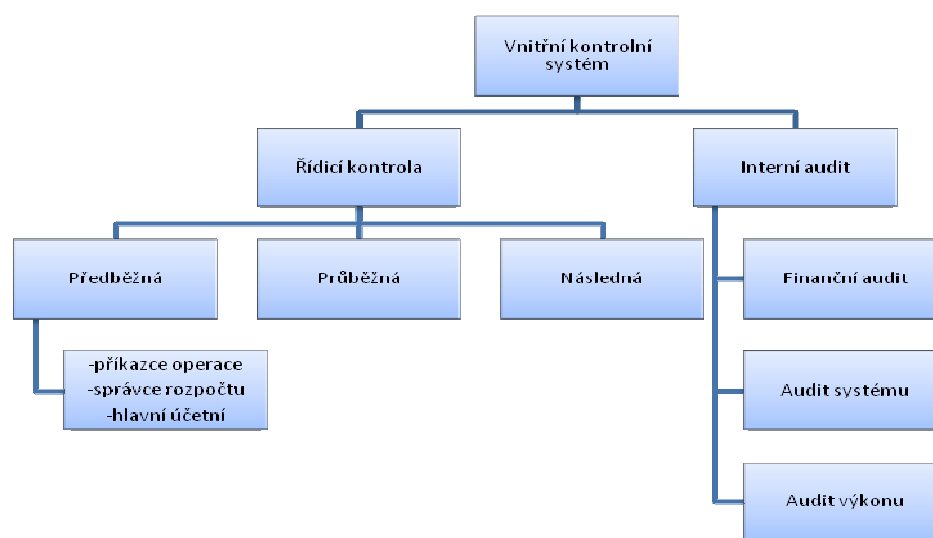 Vnitřní kontrolní
systém
Řídicí kontrola
Interní audit
Předběžná
Průběžná
Následná
Finanční audit
-příkazce operace
-správce rozpočtu
-hlavní účetní
Audit systému
Audit výkonu